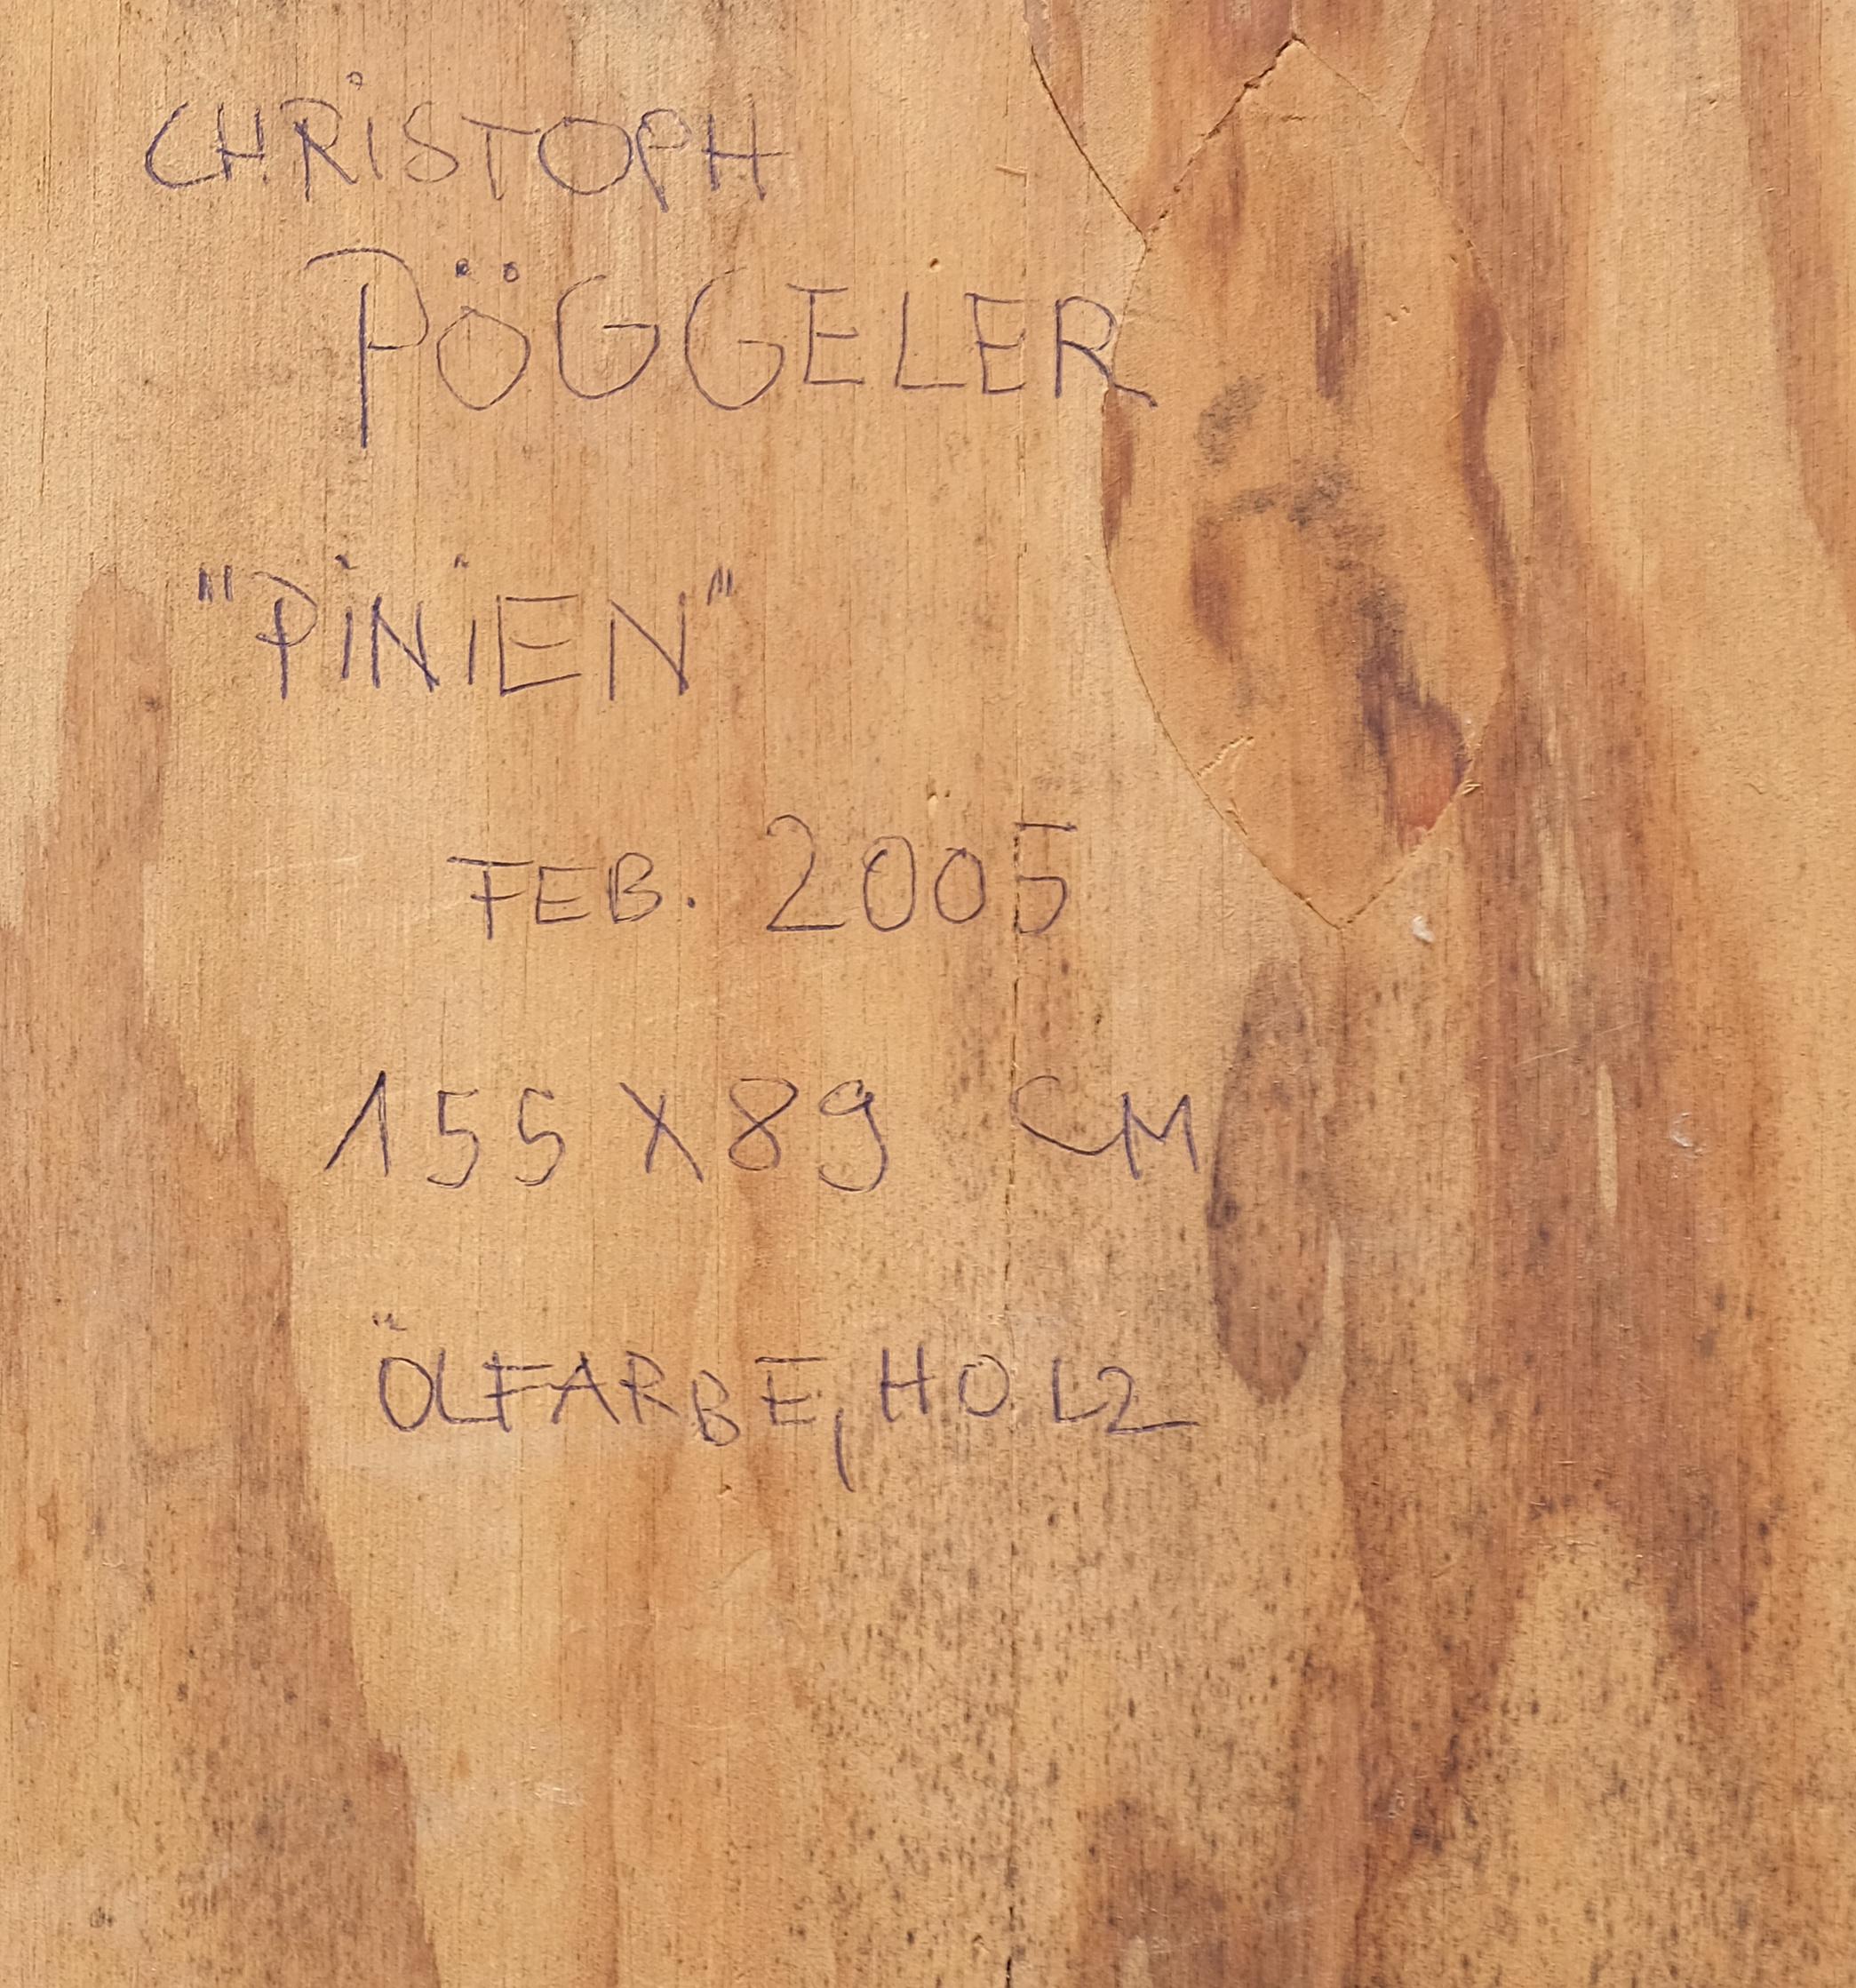 CHRiSTOPH
PÖGGELER
"PiNiEN"
FEB. 2005
155 X 89 CM
ÖLFARBE, HOLZ